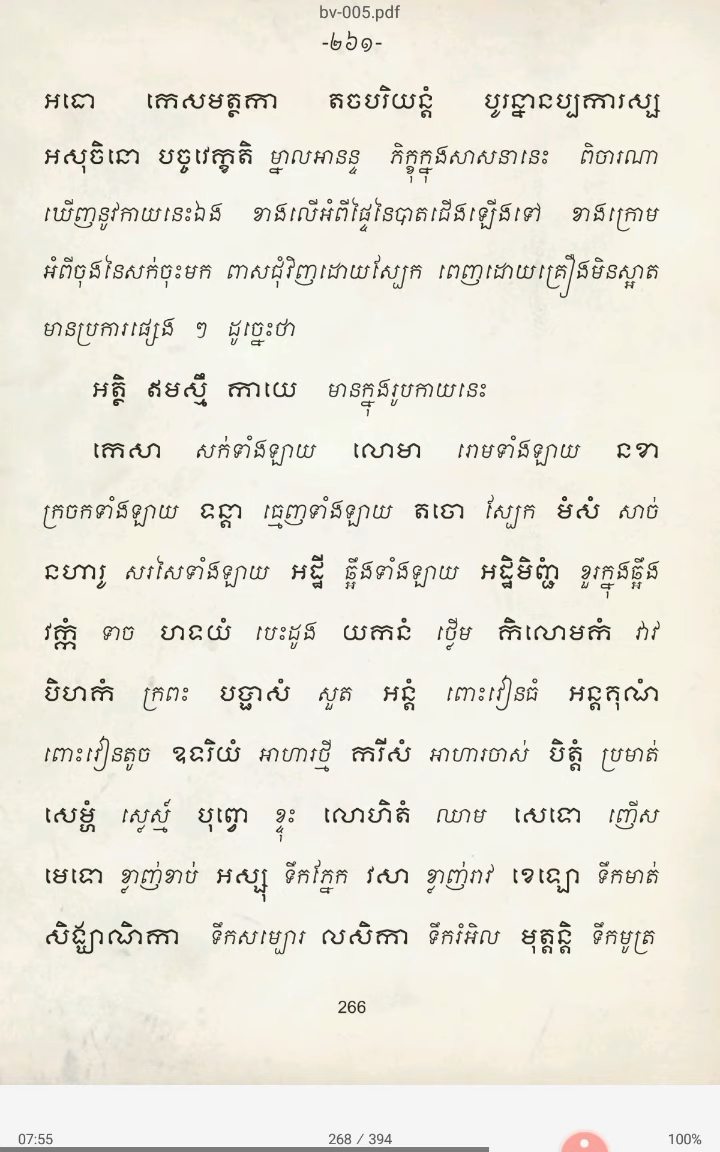 bv-005.pdf
-២៦១-
អធោ កេសមត្ថកា តចបរិយន្តំ បូរន្នានប្បការស្ស
អសុចិនោ បច្ចវេក្ខតិ ម្នាលអានន្ទ ភិក្ខុក្នុងសាសនានេះ ពិចារណា
ឃើញនូវកាយនេះឯង ខាងលើអំពីផ្ទៃនៃបាតជើងឡើងទៅ ខាងក្រោម
អំពីចុងនៃសក់ចុះមក ពាសជុំវិញដោយស្បែក ពេញដោយគ្រឿងមិនស្អាត
មានប្រការផ្សេង ៗ ដូច្នេះថា
អត្ថិ ឥមស្មឹ កាយេ មានក្នុងរូបកាយនេះ
កេសា សក់ទាំងឡាយ លោមា រោមទាំងឡាយ នខា
ក្រចកទាំងឡាយ ទន្តា ធ្មេញទាំងឡាយ តចោ ស្បែក មំសំ សាច់
នហារូ សរសៃទាំងឡាយ អដ្ឋី ឆ្អឹងទាំងឡាយ អដ្ឋិមិញ្ជំ ខួរក្នុងឆ្អឹង
វក្កំ ទាច ហទយំ បេះដូង យកនំ ថ្លើម កិលោមកំ វាវ
បិហកំ ក្រពះ បប្ផាសំ សួត អន្តំ ពោះវៀនធំ អន្តគុណំ
ពោះវៀនតូច ឧទរិយំ អាហារថ្មី ករីសំ អាហារចាស់ បិត្តំ ប្រមាត់
សេម្ហំ ស្លេស្ម៍ បុព្វោ ខ្ទុះ លោហិតំ ឈាម សេទោ ញើស
មេទោ ខ្លាញ់ខាប់ អស្សុ ទឹកភ្នែក វសា ខ្លាញ់រាវ ខេឡោ ទឹកមាត់
សិង្ឃាណិកា ទឹកសម្បោរ លសិកា ទឹករំអិល មុត្តន្តិ ទឹកមូត្រ
266
07:55 268 / 394 100%